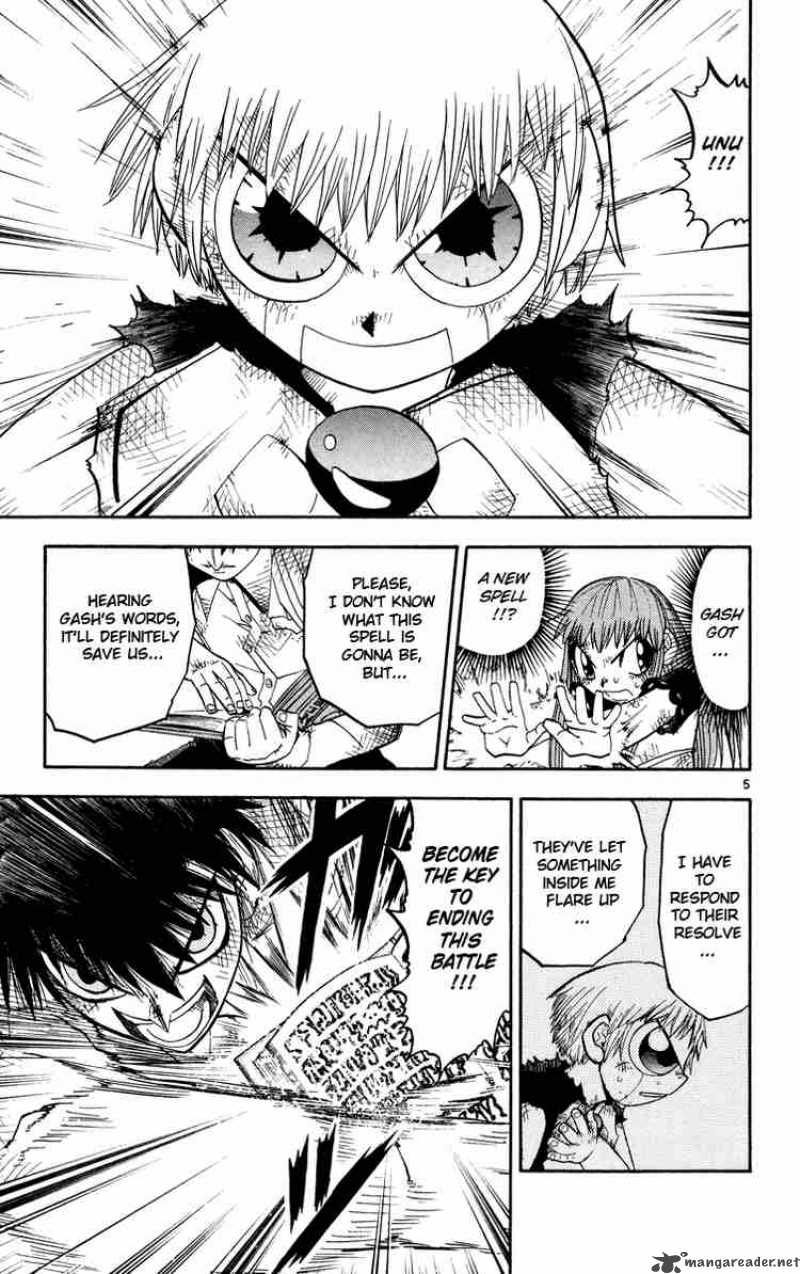 UNU
!!!
GASH
GOT
...
A NEW
SPELL
!!?
PLEASE,
I DON'T KNOW
WHAT THIS
SPELL IS
GONNA BE,
BUT...
HEARING
GASH'S WORDS,
IT'LL DEFINITELY
SAVE US...
5
I HAVE
TO
RESPOND
TO THEIR
RESOLVE
...
THEY'VE LET
SOMETHING
INSIDE ME
FLARE UP
...
BECOME
THE KEY
TO
ENDING
THIS
BATTLE
!!!
mangareader.net